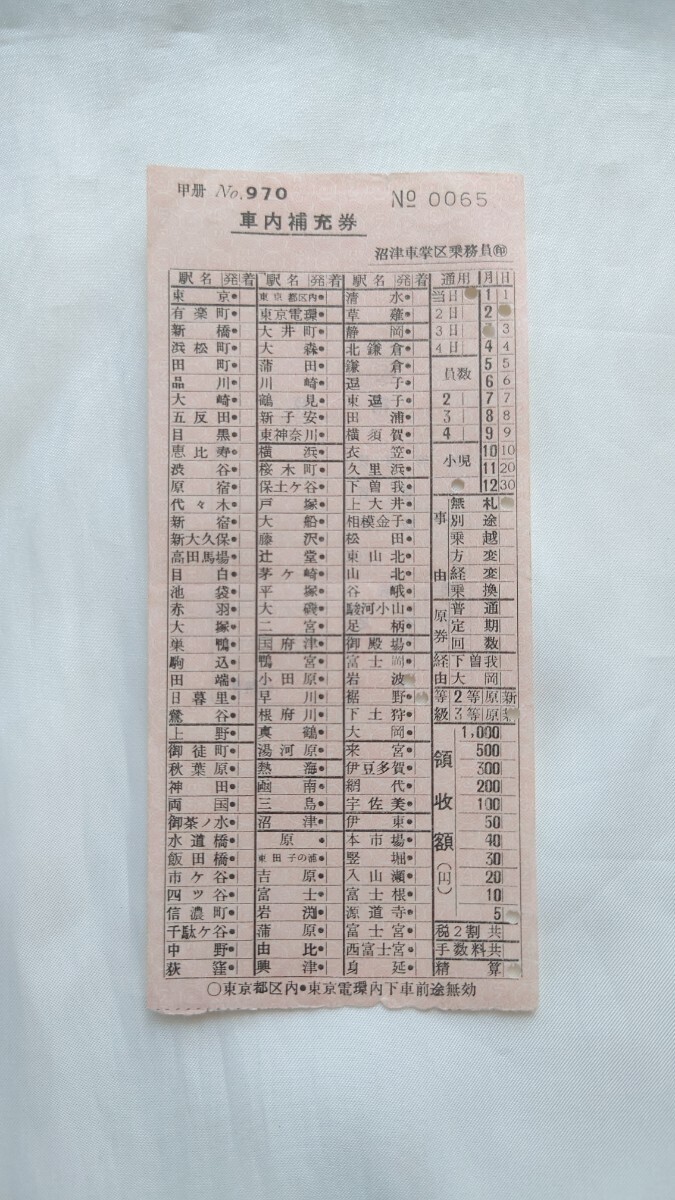 甲册 No.970
No 0065
車内補充券
沼津車掌区乗務員㊞
駅名 発 着 駅名 発 着 駅名 発 着 通用 月 日
東京● 東京都区内● 清水● 当日 1 1
有楽町● 東京電環● 草薙● 2日 2
新橋● 大井町● 静岡● 3日 3
浜松町● 大森● 北鎌倉● 4日 4 4
田町● 蒲田● 鎌倉● 員数 5 5
品川● 川崎● 逗子● 6 6
大崎● 鶴見● 東逗子● 2 7 7
五反田● 新子安● 田浦● 3 8 8
目黒● 東神奈川● 横須賀● 4 9 9
恵比寿● 横浜● 衣笠● 小児 10 10
渋谷● 桜木町● 久里浜● 11 20
原宿● 保土ケ谷● 下曽我● 12 30
代々木● 戸塚● 上大井● 事由 無札
新宿● 大船● 相模金子● 別途
新大久保● 藤沢● 松田● 乗越
高田馬場● 辻堂● 東山北● 方変
目白● 茅ケ崎● 山北● 経変
池袋● 平塚● 谷峨● 乗換
赤羽● 大磯● 駿河小山● 原券 普通
大塚● 二宮● 足柄● 定期
巣鴨● 国府津● 御殿場● 回数
駒込● 鴨宮● 富士岡● 経由 下曽我
田端● 小田原● 岩波 大岡
日暮里● 早川● 裾野● 等級 2等 原 新
鶯谷● 根府川● 下土狩● 3等 原
上野● 真鶴● 大岡● 領収額(円) 1,000
御徒町● 湯河原● 来宮● 500
秋葉原● 熱海● 伊豆多賀● 300
神田● 函南● 網代● 200
両国● 三島● 宇佐美● 100
御茶ノ水● 沼津● 伊東● 50
水道橋● 原● 本市場● 40
飯田橋● 東田子の浦● 竪堀● 30
市ケ谷● 吉原● 入山瀬● 20
四ツ谷● 富士● 富士根● 10
信濃町● 岩渕● 源道寺● 5
千駄ケ谷● 蒲原● 富士宮● 税2割共
中野● 由比● 西富士宮● 手数料共
荻窪● 興津● 身延● 精算
○東京都区内●東京電環内下車前途無効